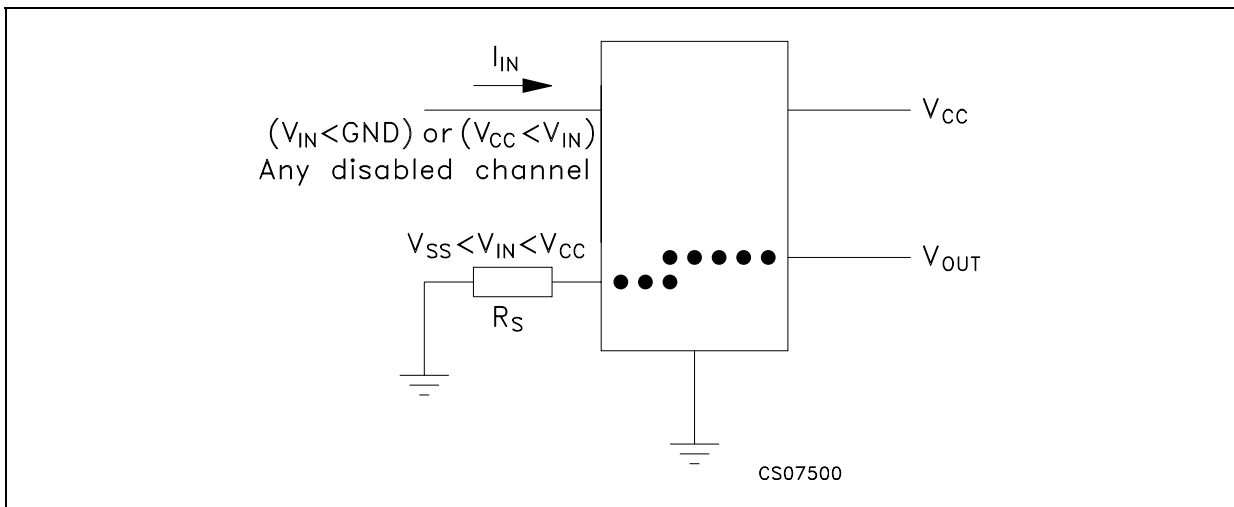 I_IN
(V_IN<GND) or (V_CC<V_IN)
Any disabled channel
V_CC
V_SS<V_IN<V_CC
V_OUT
R_S
CS07500